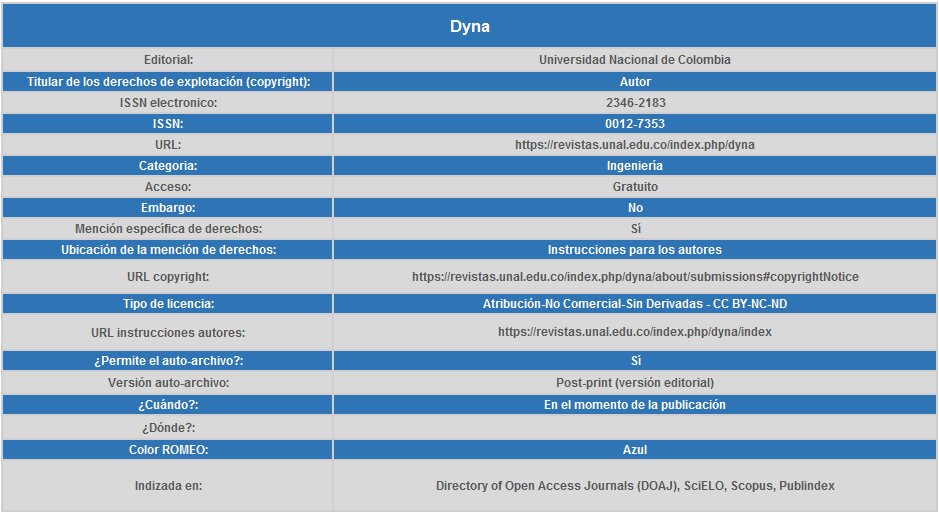 Dyna
Editorial: Universidad Nacional de Colombia
Titular de los derechos de explotación (copyright): Autor
ISSN electronico: 2346-2183
ISSN: 0012-7353
URL: https://revistas.unal.edu.co/index.php/dyna
Categoria: Ingeniería
Acceso: Gratuito
Embargo: No
Mención específica de derechos: Sí
Ubicación de la mención de derechos: Instrucciones para los autores
URL copyright: https://revistas.unal.edu.co/index.php/dyna/about/submissions#copyrightNotice
Tipo de licencia: Atribución-No Comercial-Sin Derivadas - CC BY-NC-ND
URL instrucciones autores: https://revistas.unal.edu.co/index.php/dyna/index
¿Permite el auto-archivo?: Sí
Versión auto-archivo: Post-print (versión editorial)
¿Cuándo?: En el momento de la publicación
¿Dónde?:
Color ROMEO: Azul
Indizada en: Directory of Open Access Journals (DOAJ), SciELO, Scopus, Publindex